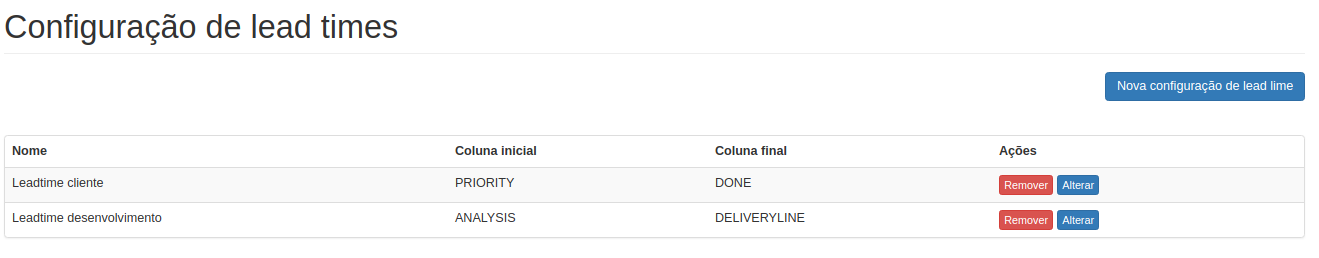 Configuração de lead times
Nova configuração de lead lime
Nome Coluna inicial Coluna final Ações
Leadtime cliente PRIORITY DONE Remover Alterar
Leadtime desenvolvimento ANALYSIS DELIVERYLINE Remover Alterar